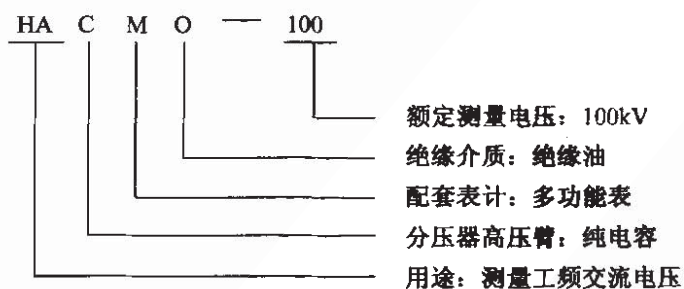 HA C M O — 100
额定测量电压：100kV
绝缘介质：绝缘油
配套表计：多功能表
分压器高压臂：纯电容
用途：测量工频交流电压